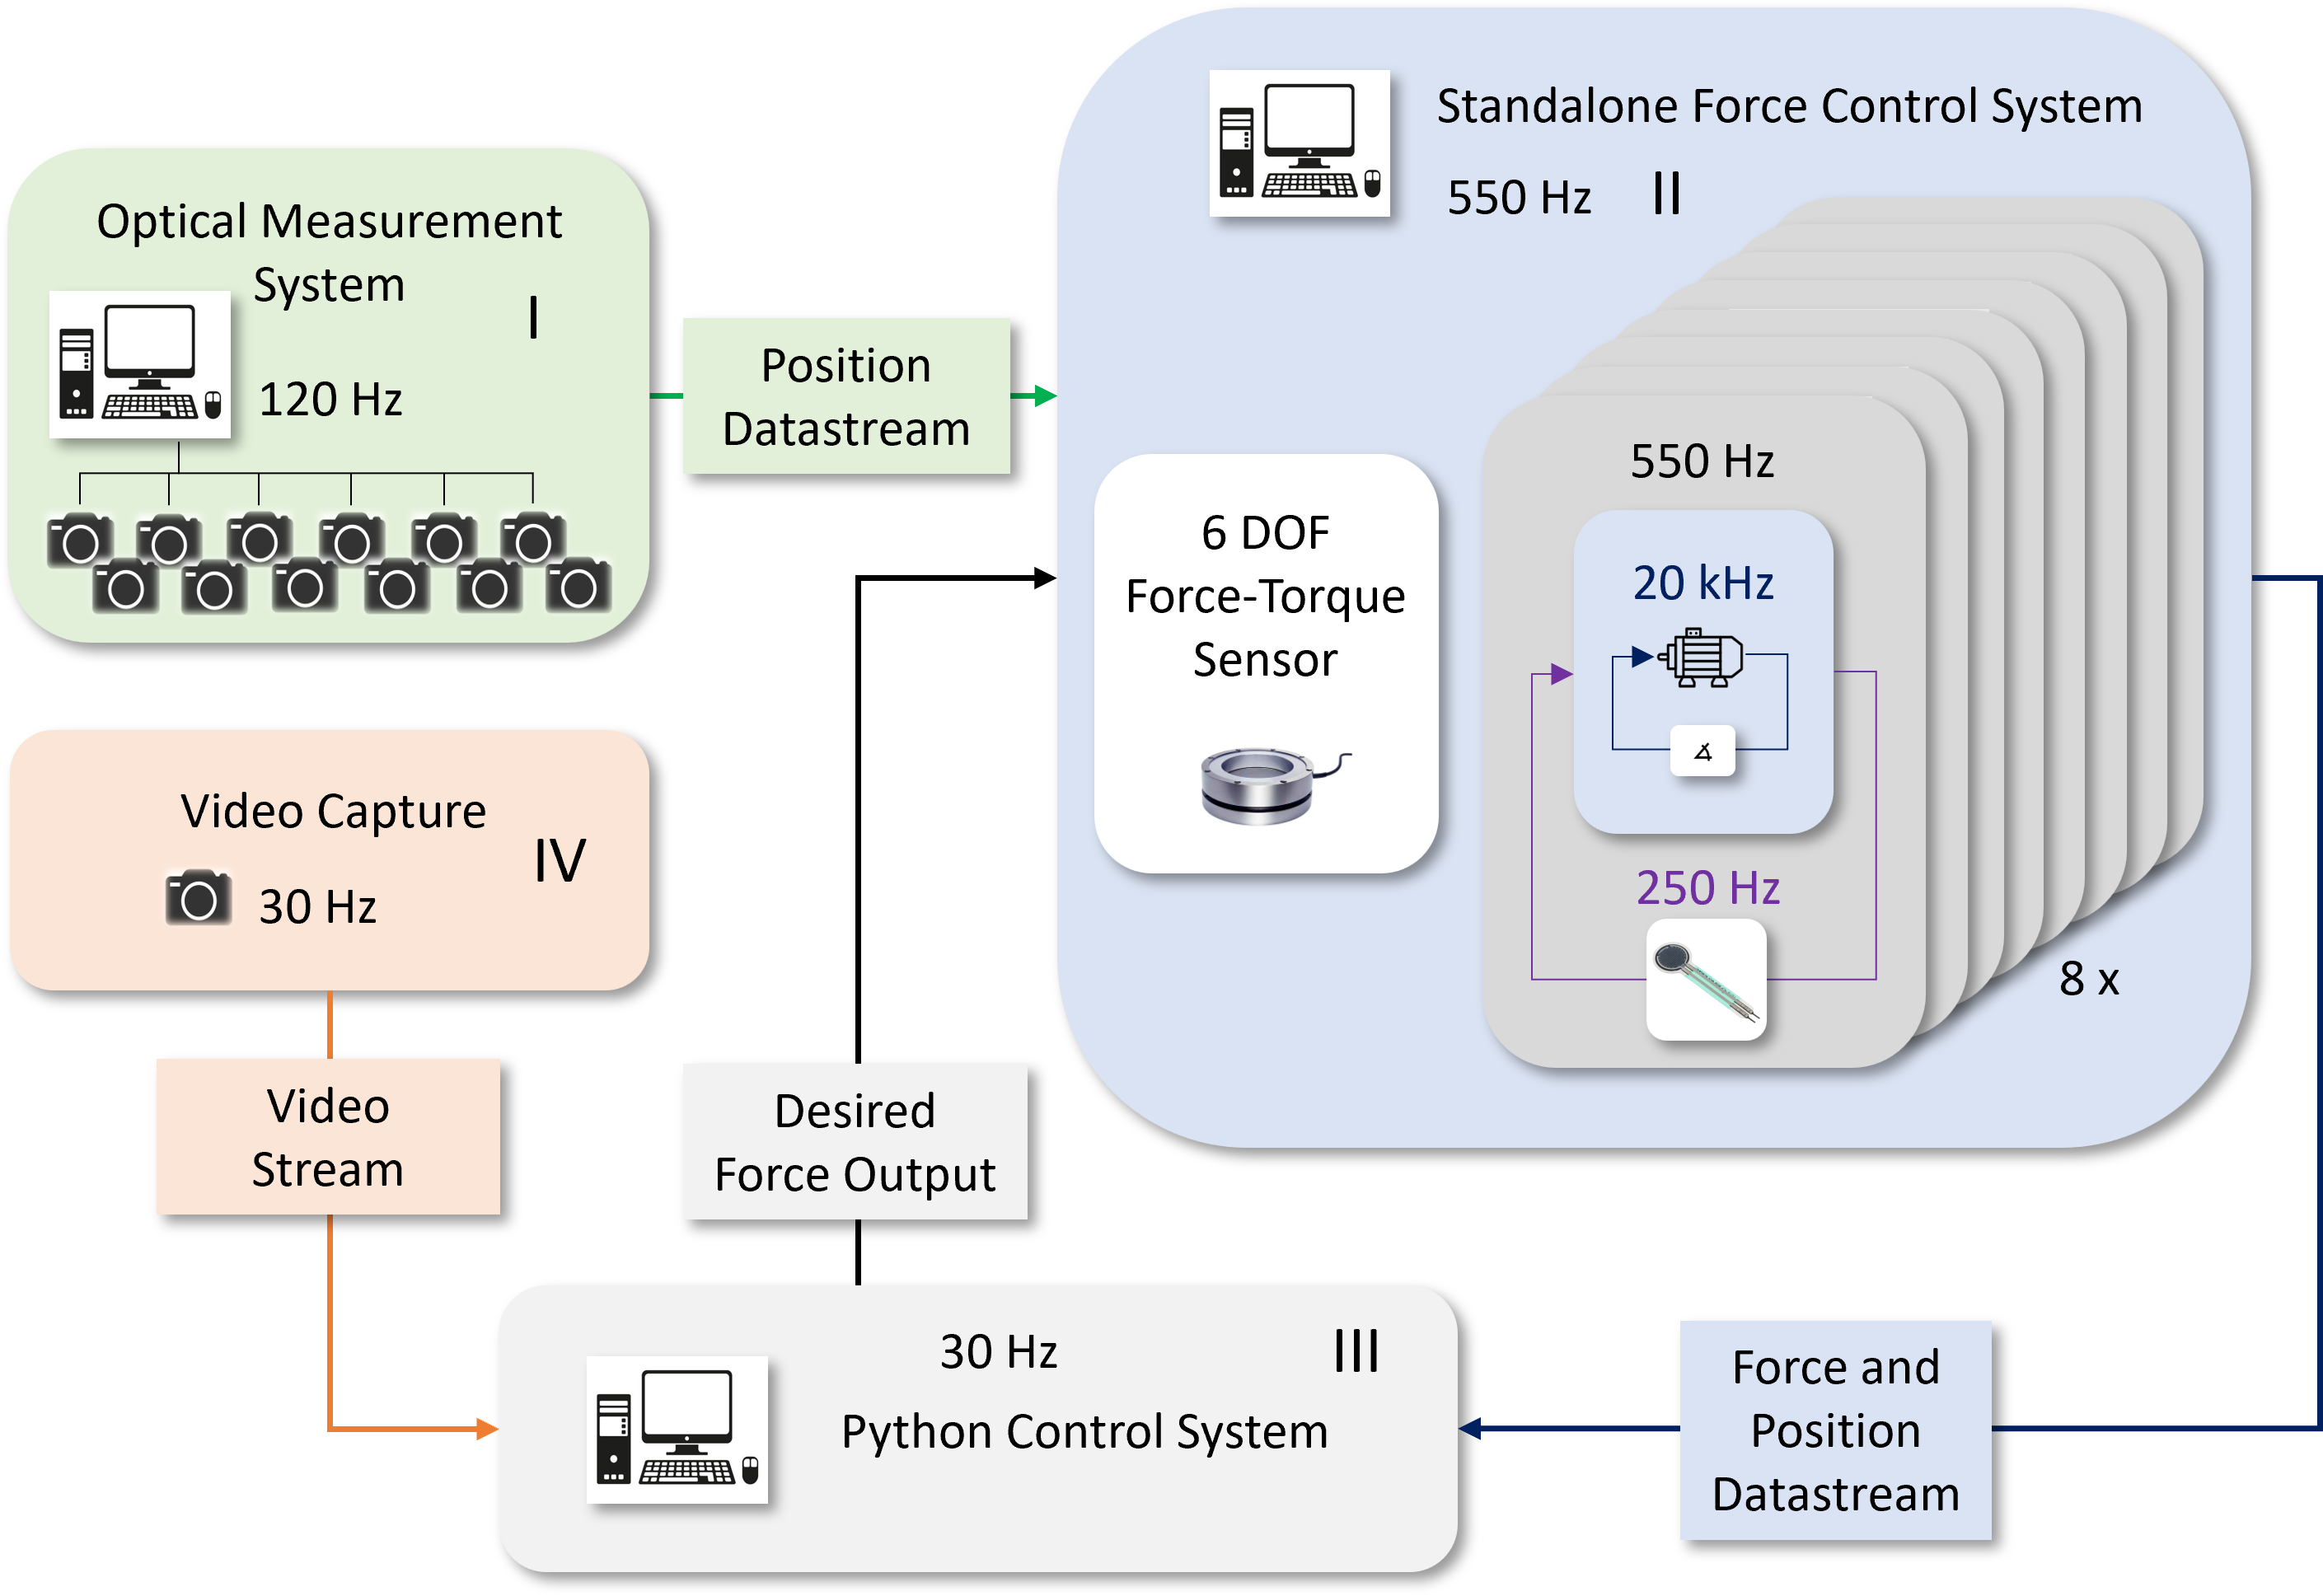 Optical Measurement
System
I
120 Hz
Position
Datastream
Standalone Force Control System
550 Hz
II
6 DOF
Force-Torque
Sensor
550 Hz
20 kHz
250 Hz
8 x
Video Capture
IV
30 Hz
Video
Stream
Desired
Force Output
30 Hz
III
Python Control System
Force and
Position
Datastream